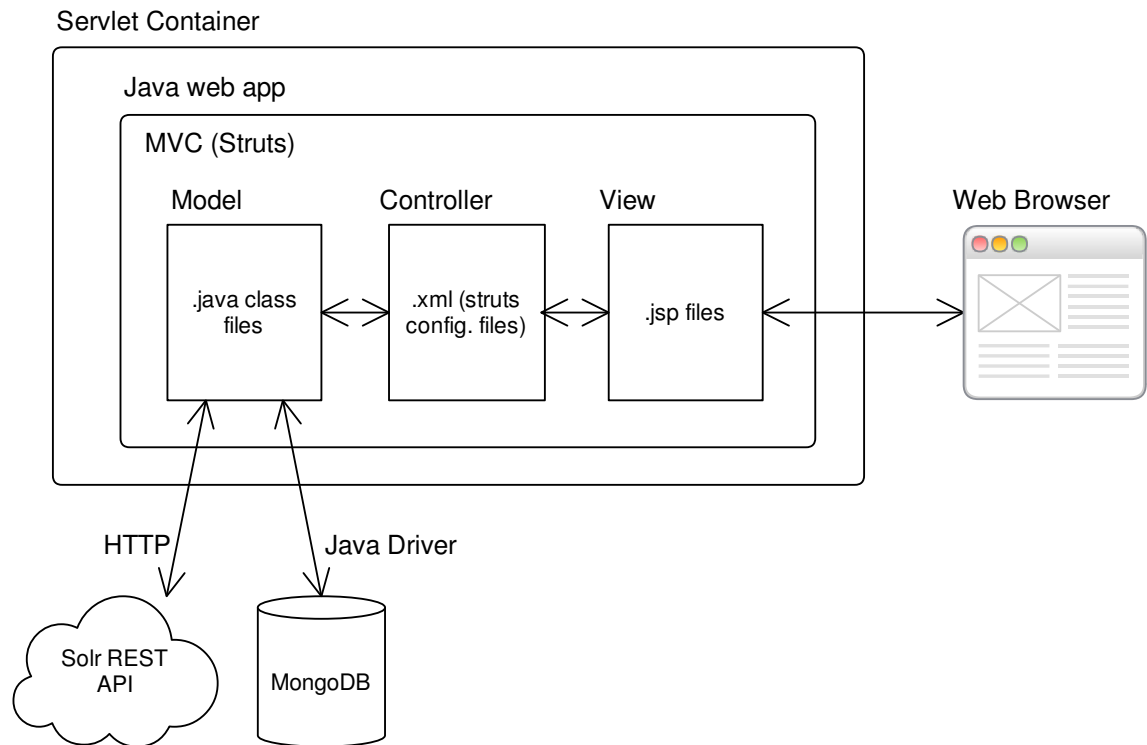 Servlet Container
Java web app
MVC (Struts)
Model
Controller
View
Web Browser
.java class
files
.xml (struts
config. files)
.jsp files
HTTP
Java Driver
Solr REST
API
MongoDB